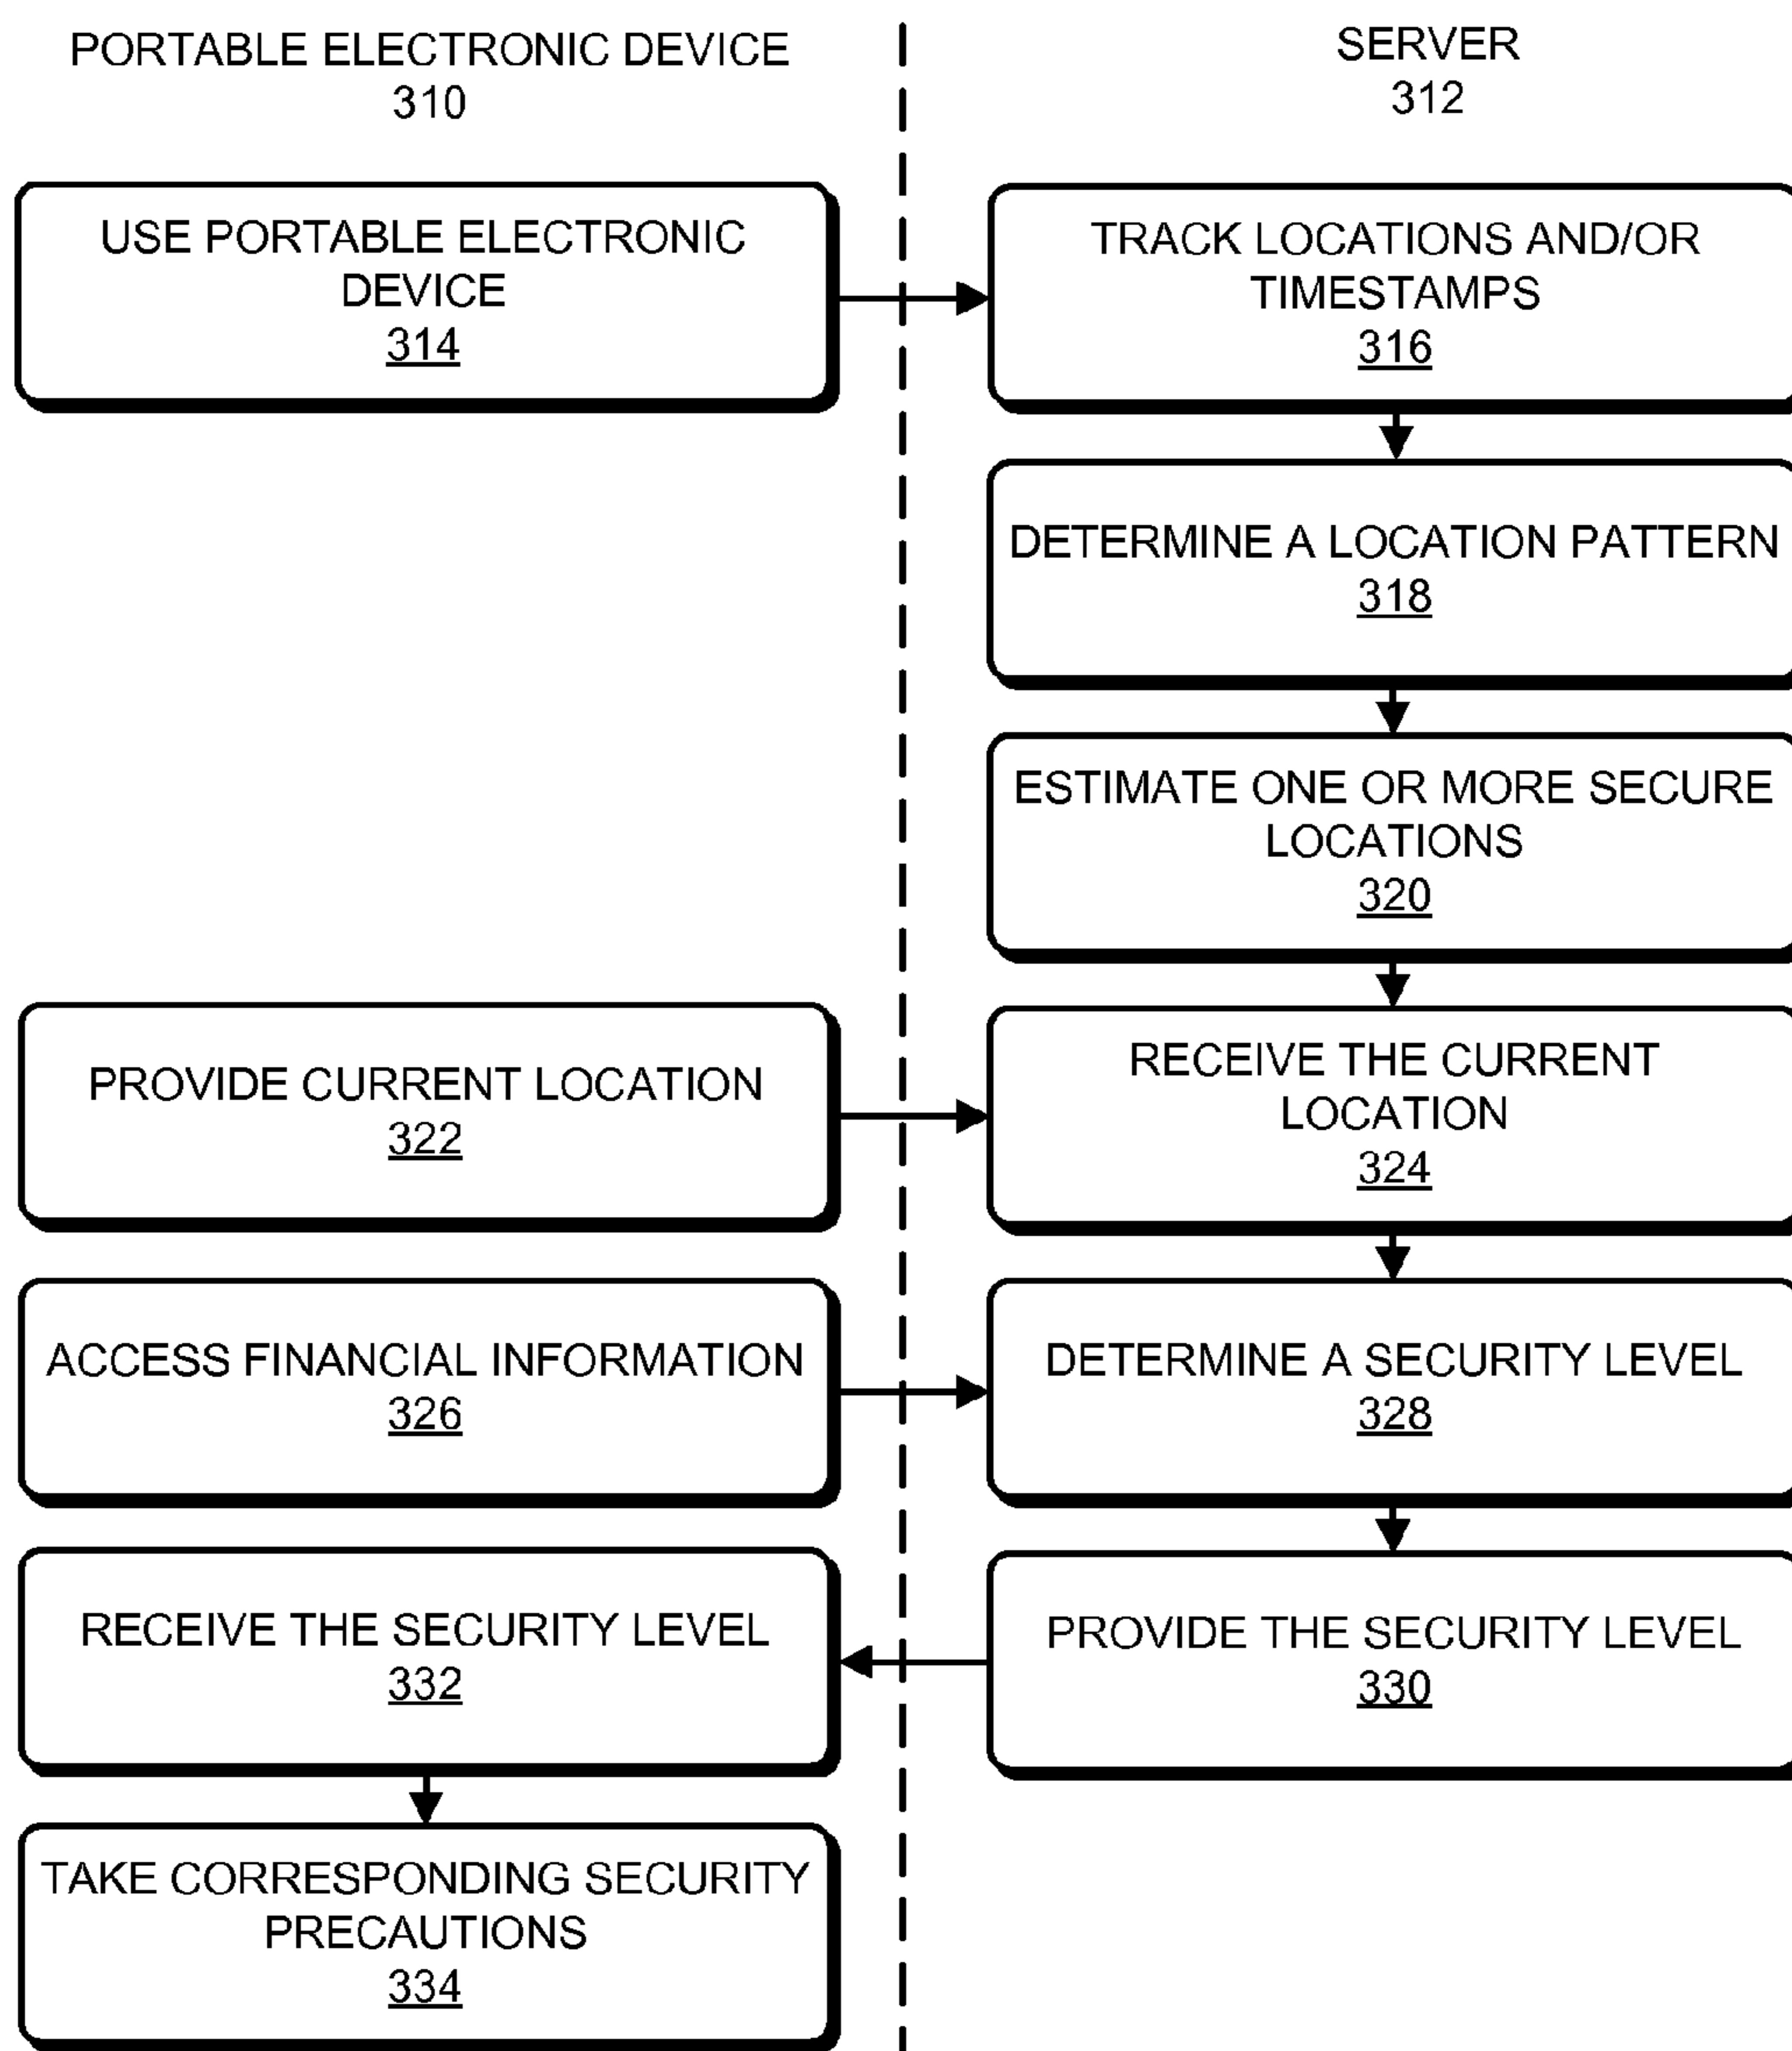 PORTABLE ELECTRONIC DEVICE
310
SERVER
312
USE PORTABLE ELECTRONIC
DEVICE
314
TRACK LOCATIONS AND/OR
TIMESTAMPS
316
DETERMINE A LOCATION PATTERN
318
ESTIMATE ONE OR MORE SECURE
LOCATIONS
320
PROVIDE CURRENT LOCATION
322
RECEIVE THE CURRENT
LOCATION
324
ACCESS FINANCIAL INFORMATION
326
DETERMINE A SECURITY LEVEL
328
PROVIDE THE SECURITY LEVEL
330
RECEIVE THE SECURITY LEVEL
332
TAKE CORRESPONDING SECURITY
PRECAUTIONS
334